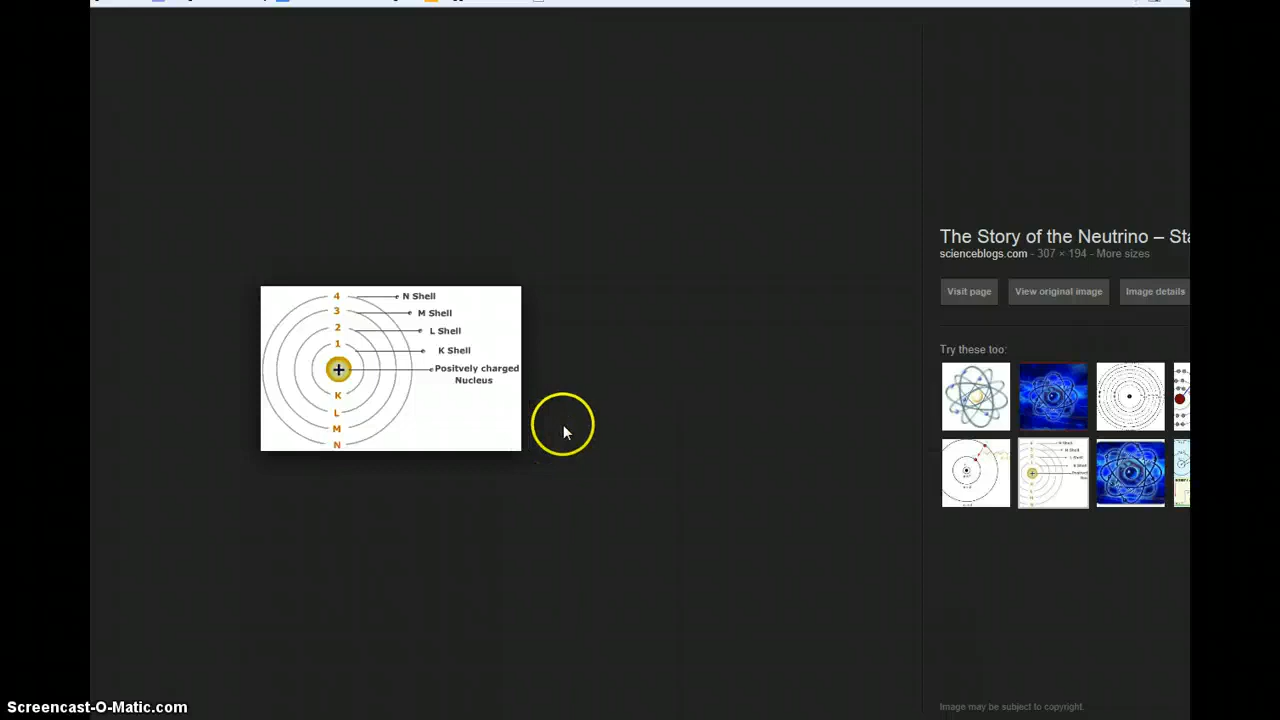 4 N Shell
3 M Shell
2 L Shell
1 K Shell
+ Positvely charged
Nucleus
K
L
M
N
The Story of the Neutrino – Sta
scienceblogs.com - 307 × 194 - More sizes
Visit page View original image Image details
Try these too:
Image may be subject to copyright.
Screencast-O-Matic.com